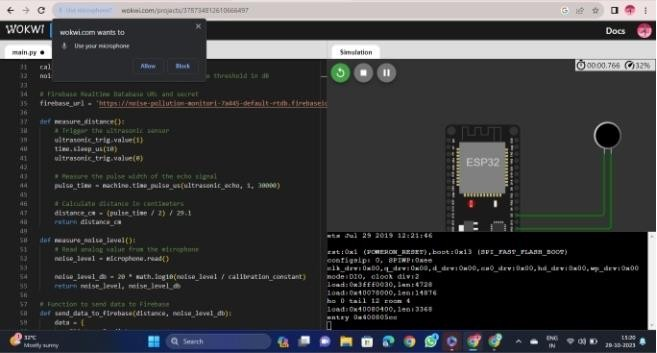 Use microphone?
wokwi.com/projects/378734812610666497
WOKWI
Docs
wokwi.com wants to
Use your microphone
Allow
Block
main.py
Simulation
00:00.766
32%
31 cal
32 noi
e threshold in dB
33
34 # Firebase Realtime Database URL and secret
35 firebase_url = 'https://noise-pollution-monitori-7a445-default-rtdb.firebaseio
36
37 def measure_distance():
38 # Trigger the ultrasonic sensor
39 ultrasonic_trig.value(1)
40 time.sleep_us(10)
41 ultrasonic_trig.value(0)
42
43 # Measure the pulse width of the echo signal
44 pulse_time = machine.time_pulse_us(ultrasonic_echo, 1, 30000)
45
46 # Calculate distance in centimeters
47 distance_cm = (pulse_time / 2) / 29.1
48 return distance_cm
49
50 def measure_noise_level():
51 # Read analog value from the microphone
52 noise_level = microphone.read()
53
54 noise_level_db = 20 * math.log10(noise_level / calibration_constant)
55 return noise_level, noise_level_db
56
57 # Function to send data to Firebase
58 def send_data_to_firebase(distance, noise_level_db):
59 data = {
ESP32
ets Jul 29 2019 12:21:46
rst:0x1 (POWERON_RESET),boot:0x13 (SPI_FAST_FLASH_BOOT)
configsip: 0, SPIWP:0xee
clk_drv:0x00,q_drv:0x00,d_drv:0x00,cs0_drv:0x00,hd_drv:0x00,wp_drv:0x00
mode:DIO, clock div:2
load:0x3fff0030,len:4728
load:0x40078000,len:14876
ho 0 tail 12 room 4
load:0x40080400,len:3368
entry 0x400805cc
32°C
Mostly sunny
Search
ENG
IN
13:20
29-10-2023